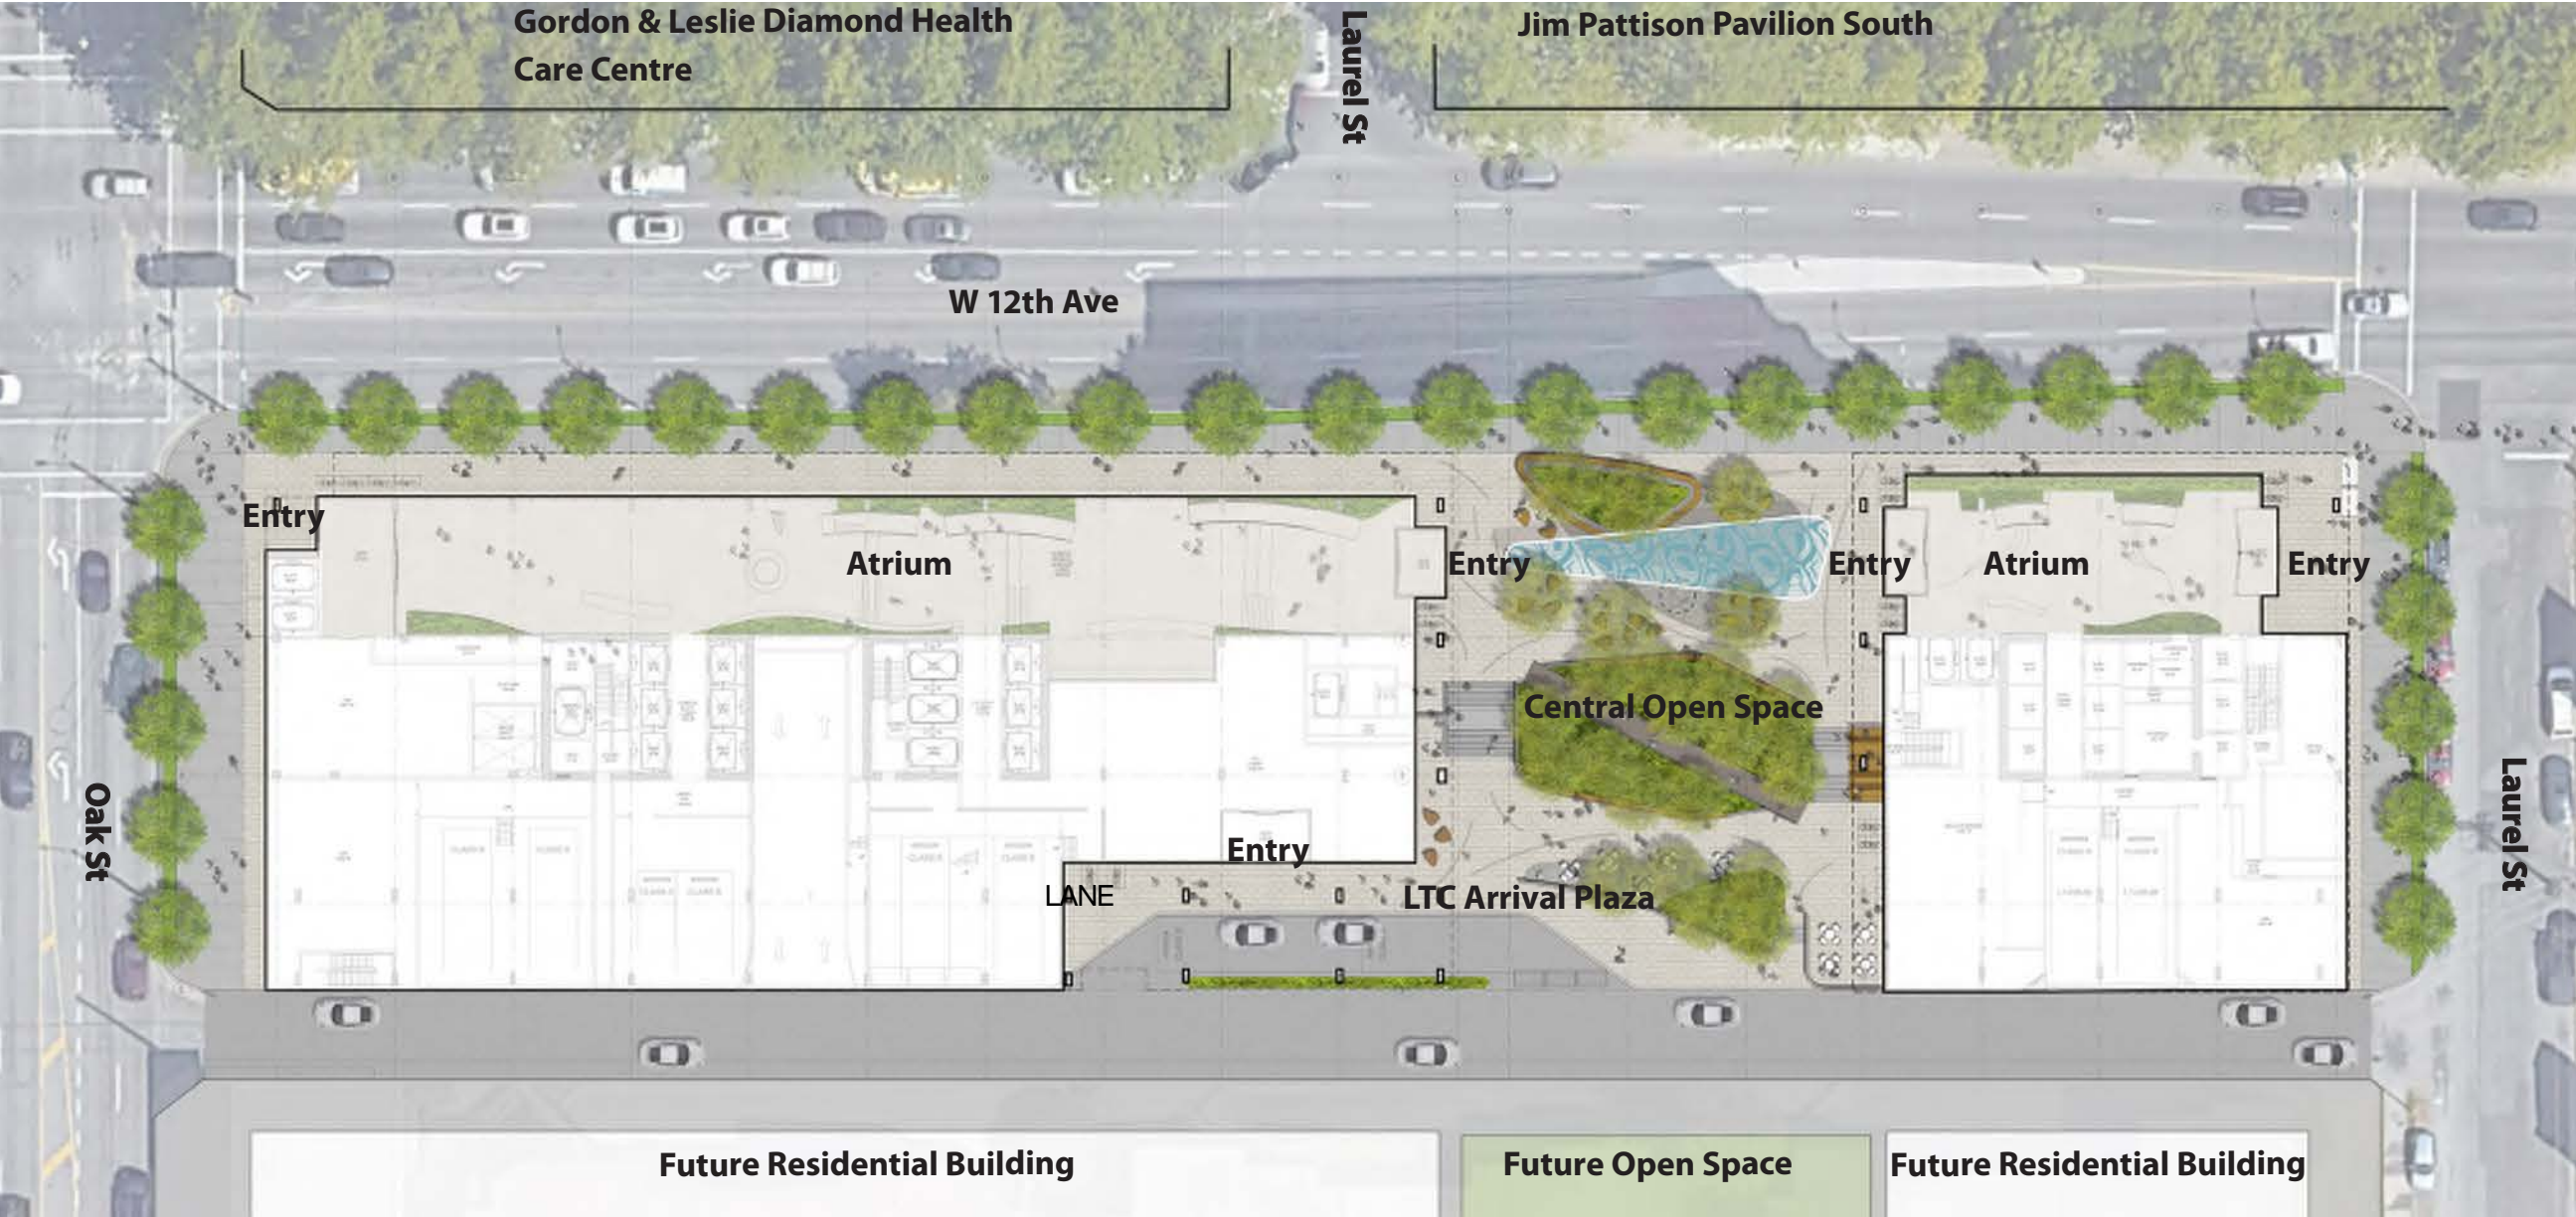 Gordon & Leslie Diamond Health
Care Centre
Laurel St
Jim Pattison Pavilion South
W 12th Ave
Entry
Atrium
Entry
Entry
Atrium
Entry
Central Open Space
Oak St
Laurel St
Entry
LANE
LTC Arrival Plaza
Future Residential Building
Future Open Space
Future Residential Building